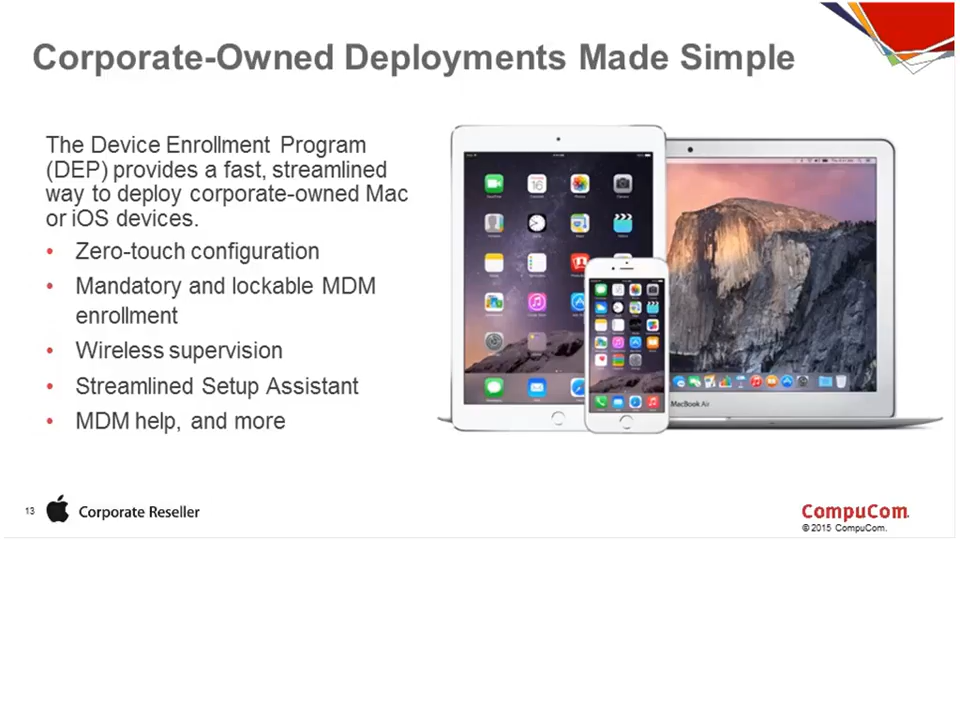 Corporate-Owned Deployments Made Simple
The Device Enrollment Program
(DEP) provides a fast, streamlined
way to deploy corporate-owned Mac
or iOS devices.
• Zero-touch configuration
• Mandatory and lockable MDM
enrollment
• Wireless supervision
• Streamlined Setup Assistant
• MDM help, and more
16
MacBook Air
13
Corporate Reseller
CompuCom.
© 2015 CompuCom.